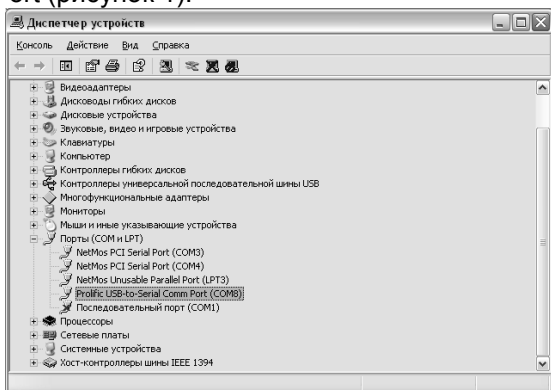 ort (рисунок 1).
Диспетчер устройств
Консоль Действие Вид Справка
Видеоадаптеры
Дисководы гибких дисков
Дисковые устройства
Звуковые, видео и игровые устройства
Клавиатуры
Компьютер
Контроллеры гибких дисков
Контроллеры универсальной последовательной шины USB
Многофункциональные адаптеры
Мониторы
Мыши и иные указывающие устройства
Порты (COM и LPT)
NetMos PCI Serial Port (COM3)
NetMos PCI Serial Port (COM4)
NetMos Unusable Parallel Port (LPT3)
Prolific USB-to-Serial Comm Port (COM8)
Последовательный порт (COM1)
Процессоры
Сетевые платы
Системные устройства
Хост-контроллеры шины IEEE 1394